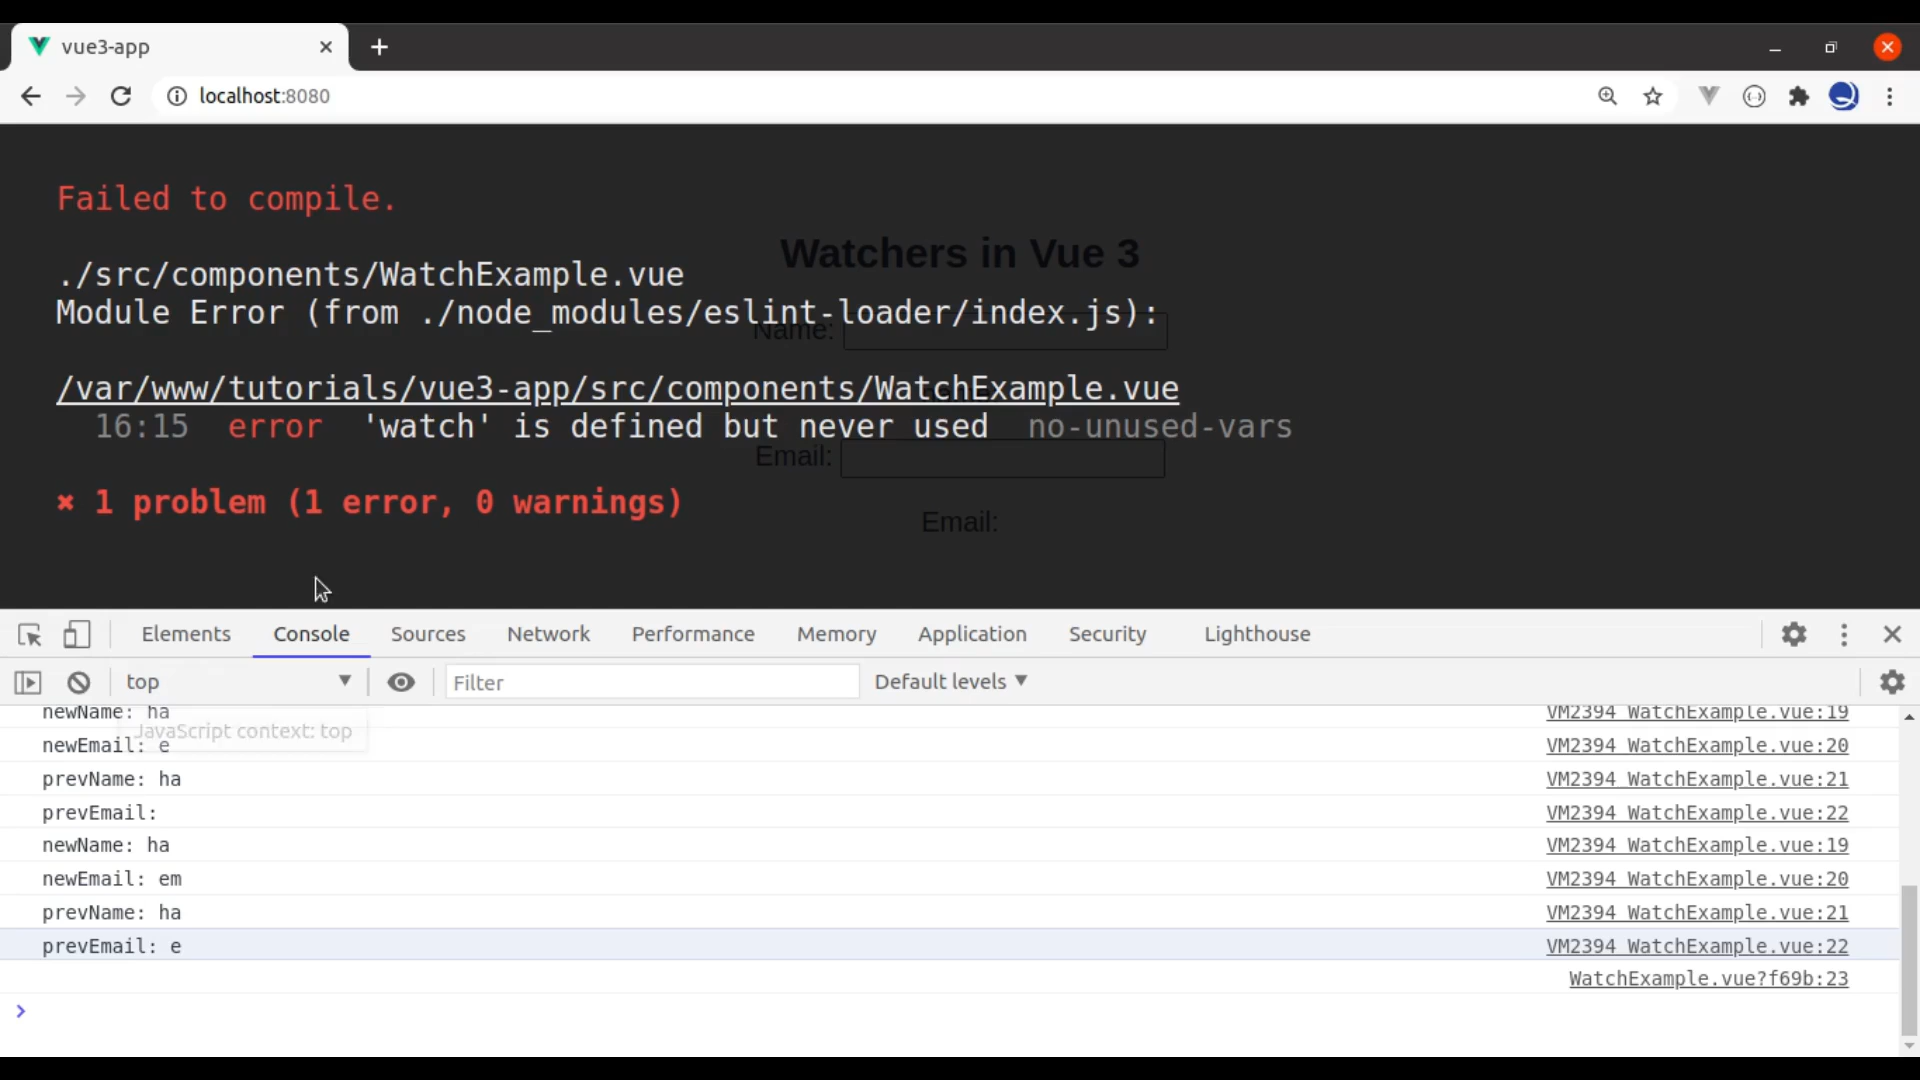 vue3-app
localhost:8080
Failed to compile.
Watchers in Vue 3
./src/components/WatchExample.vue
Module Error (from ./node_modules/eslint-loader/index.js):
Name:
/var/www/tutorials/vue3-app/src/components/WatchExample.vue
16:15 error 'watch' is defined but never used no-unused-vars
Email:
✖ 1 problem (1 error, 0 warnings)
Email:
Elements Console Sources Network Performance Memory Application Security Lighthouse
top Filter Default levels
newName: ha VM2394 WatchExample.vue:19
JavaScript context: top
newEmail: e VM2394 WatchExample.vue:20
prevName: ha VM2394 WatchExample.vue:21
prevEmail: VM2394 WatchExample.vue:22
newName: ha VM2394 WatchExample.vue:19
newEmail: em VM2394 WatchExample.vue:20
prevName: ha VM2394 WatchExample.vue:21
prevEmail: e VM2394 WatchExample.vue:22
WatchExample.vue?f69b:23